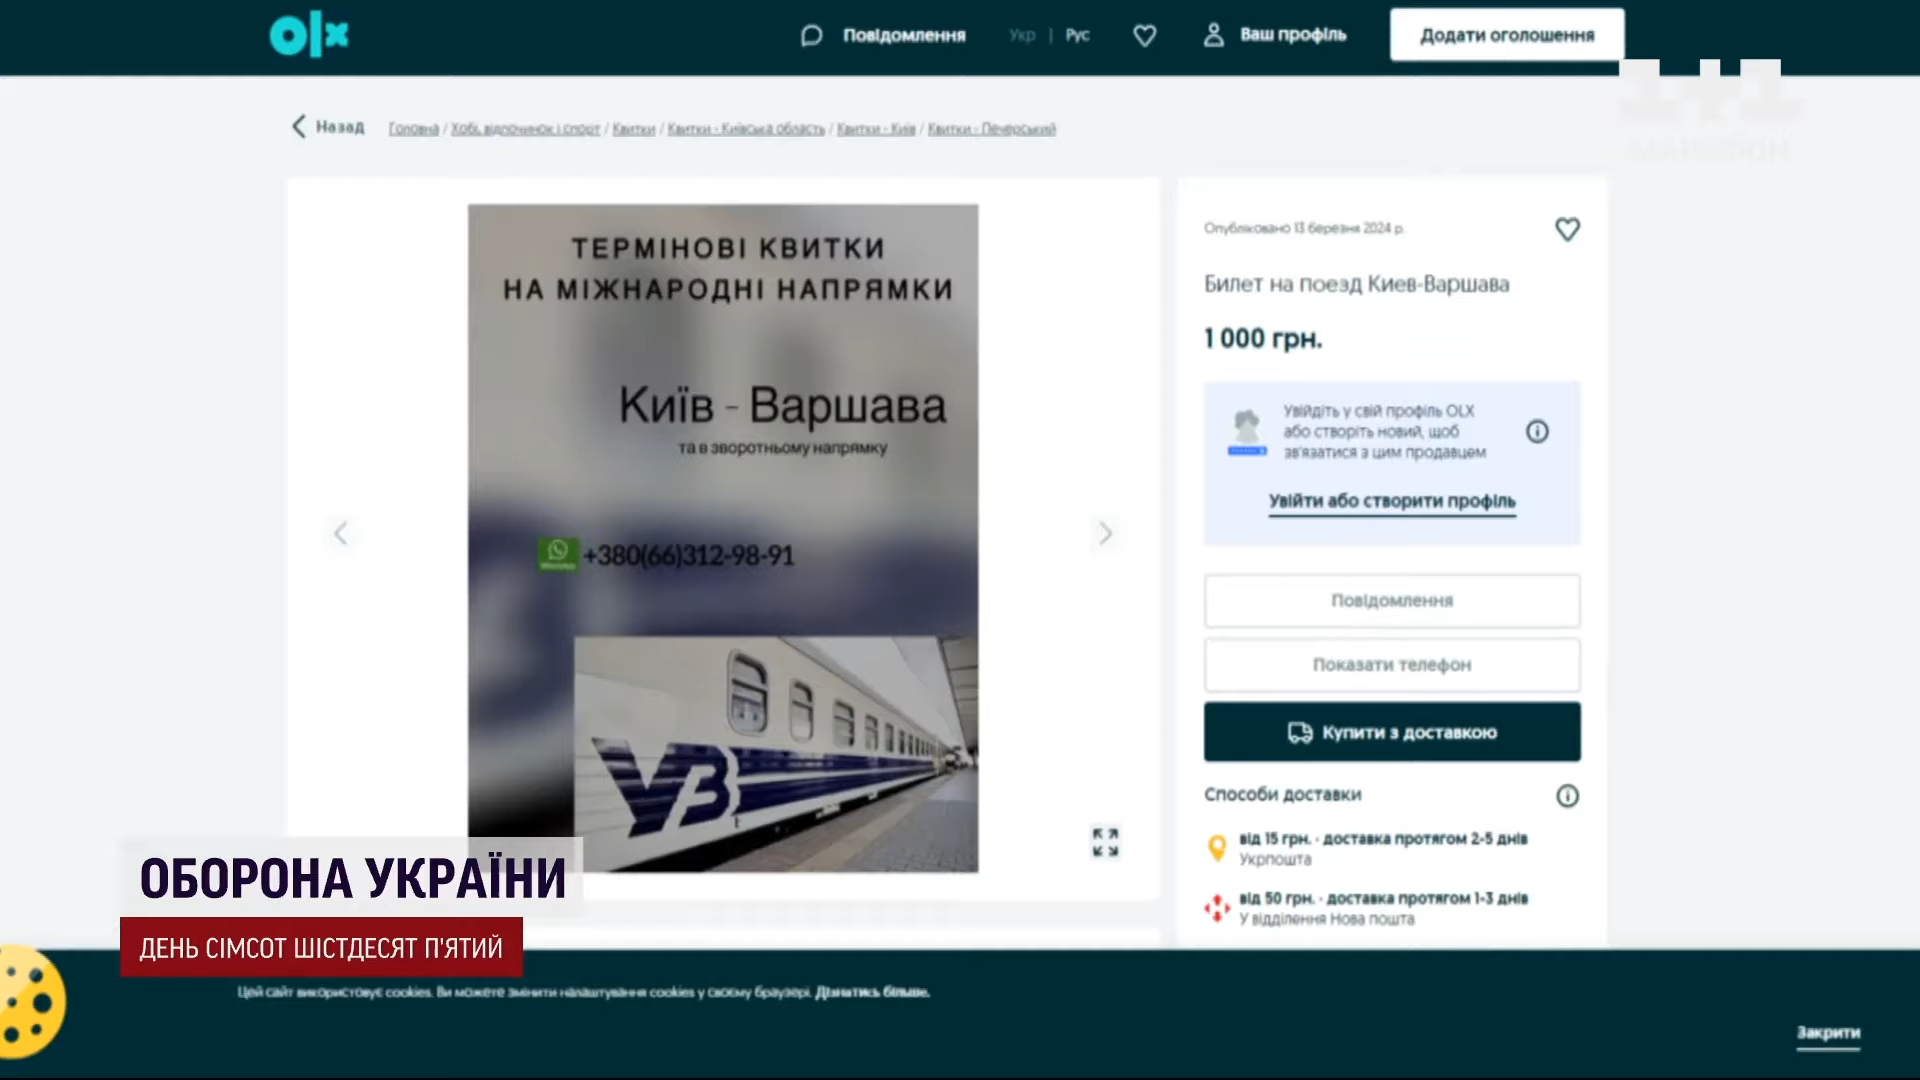 olx
Повідомлення
Укр | Рус
Ваш профіль
Додати оголошення
1+1
МАРАФОН
Назад
Головна / Хобі, відпочинок і спорт / Квитки / Квитки - Київська область / Квитки - Київ / Квитки - Печерський
ТЕРМІНОВІ КВИТКИ
НА МІЖНАРОДНІ НАПРЯМКИ
Київ - Варшава
та в зворотньому напрямку
+380(66)312-98-91
УЗ
Опубліковано 13 березня 2024 р.
Билет на поезд Киев-Варшава
1 000 грн.
Увійдіть у свій профіль OLX
або створіть новий, щоб
зв'язатися з цим продавцем
Увійти або створити профіль
Повідомлення
Показати телефон
Купити з доставкою
Способи доставки
від 15 грн. · доставка протягом 2-5 днів
Укрпошта
від 50 грн. · доставка протягом 1-3 днів
У відділення Нова пошта
ОБОРОНА УКРАЇНИ
ДЕНЬ СІМСОТ ШІСТДЕСЯТ П'ЯТИЙ
Цей сайт використовує cookies. Ви можете змінити налаштування cookies у своєму браузері. Дізнатись більше.
Закрити